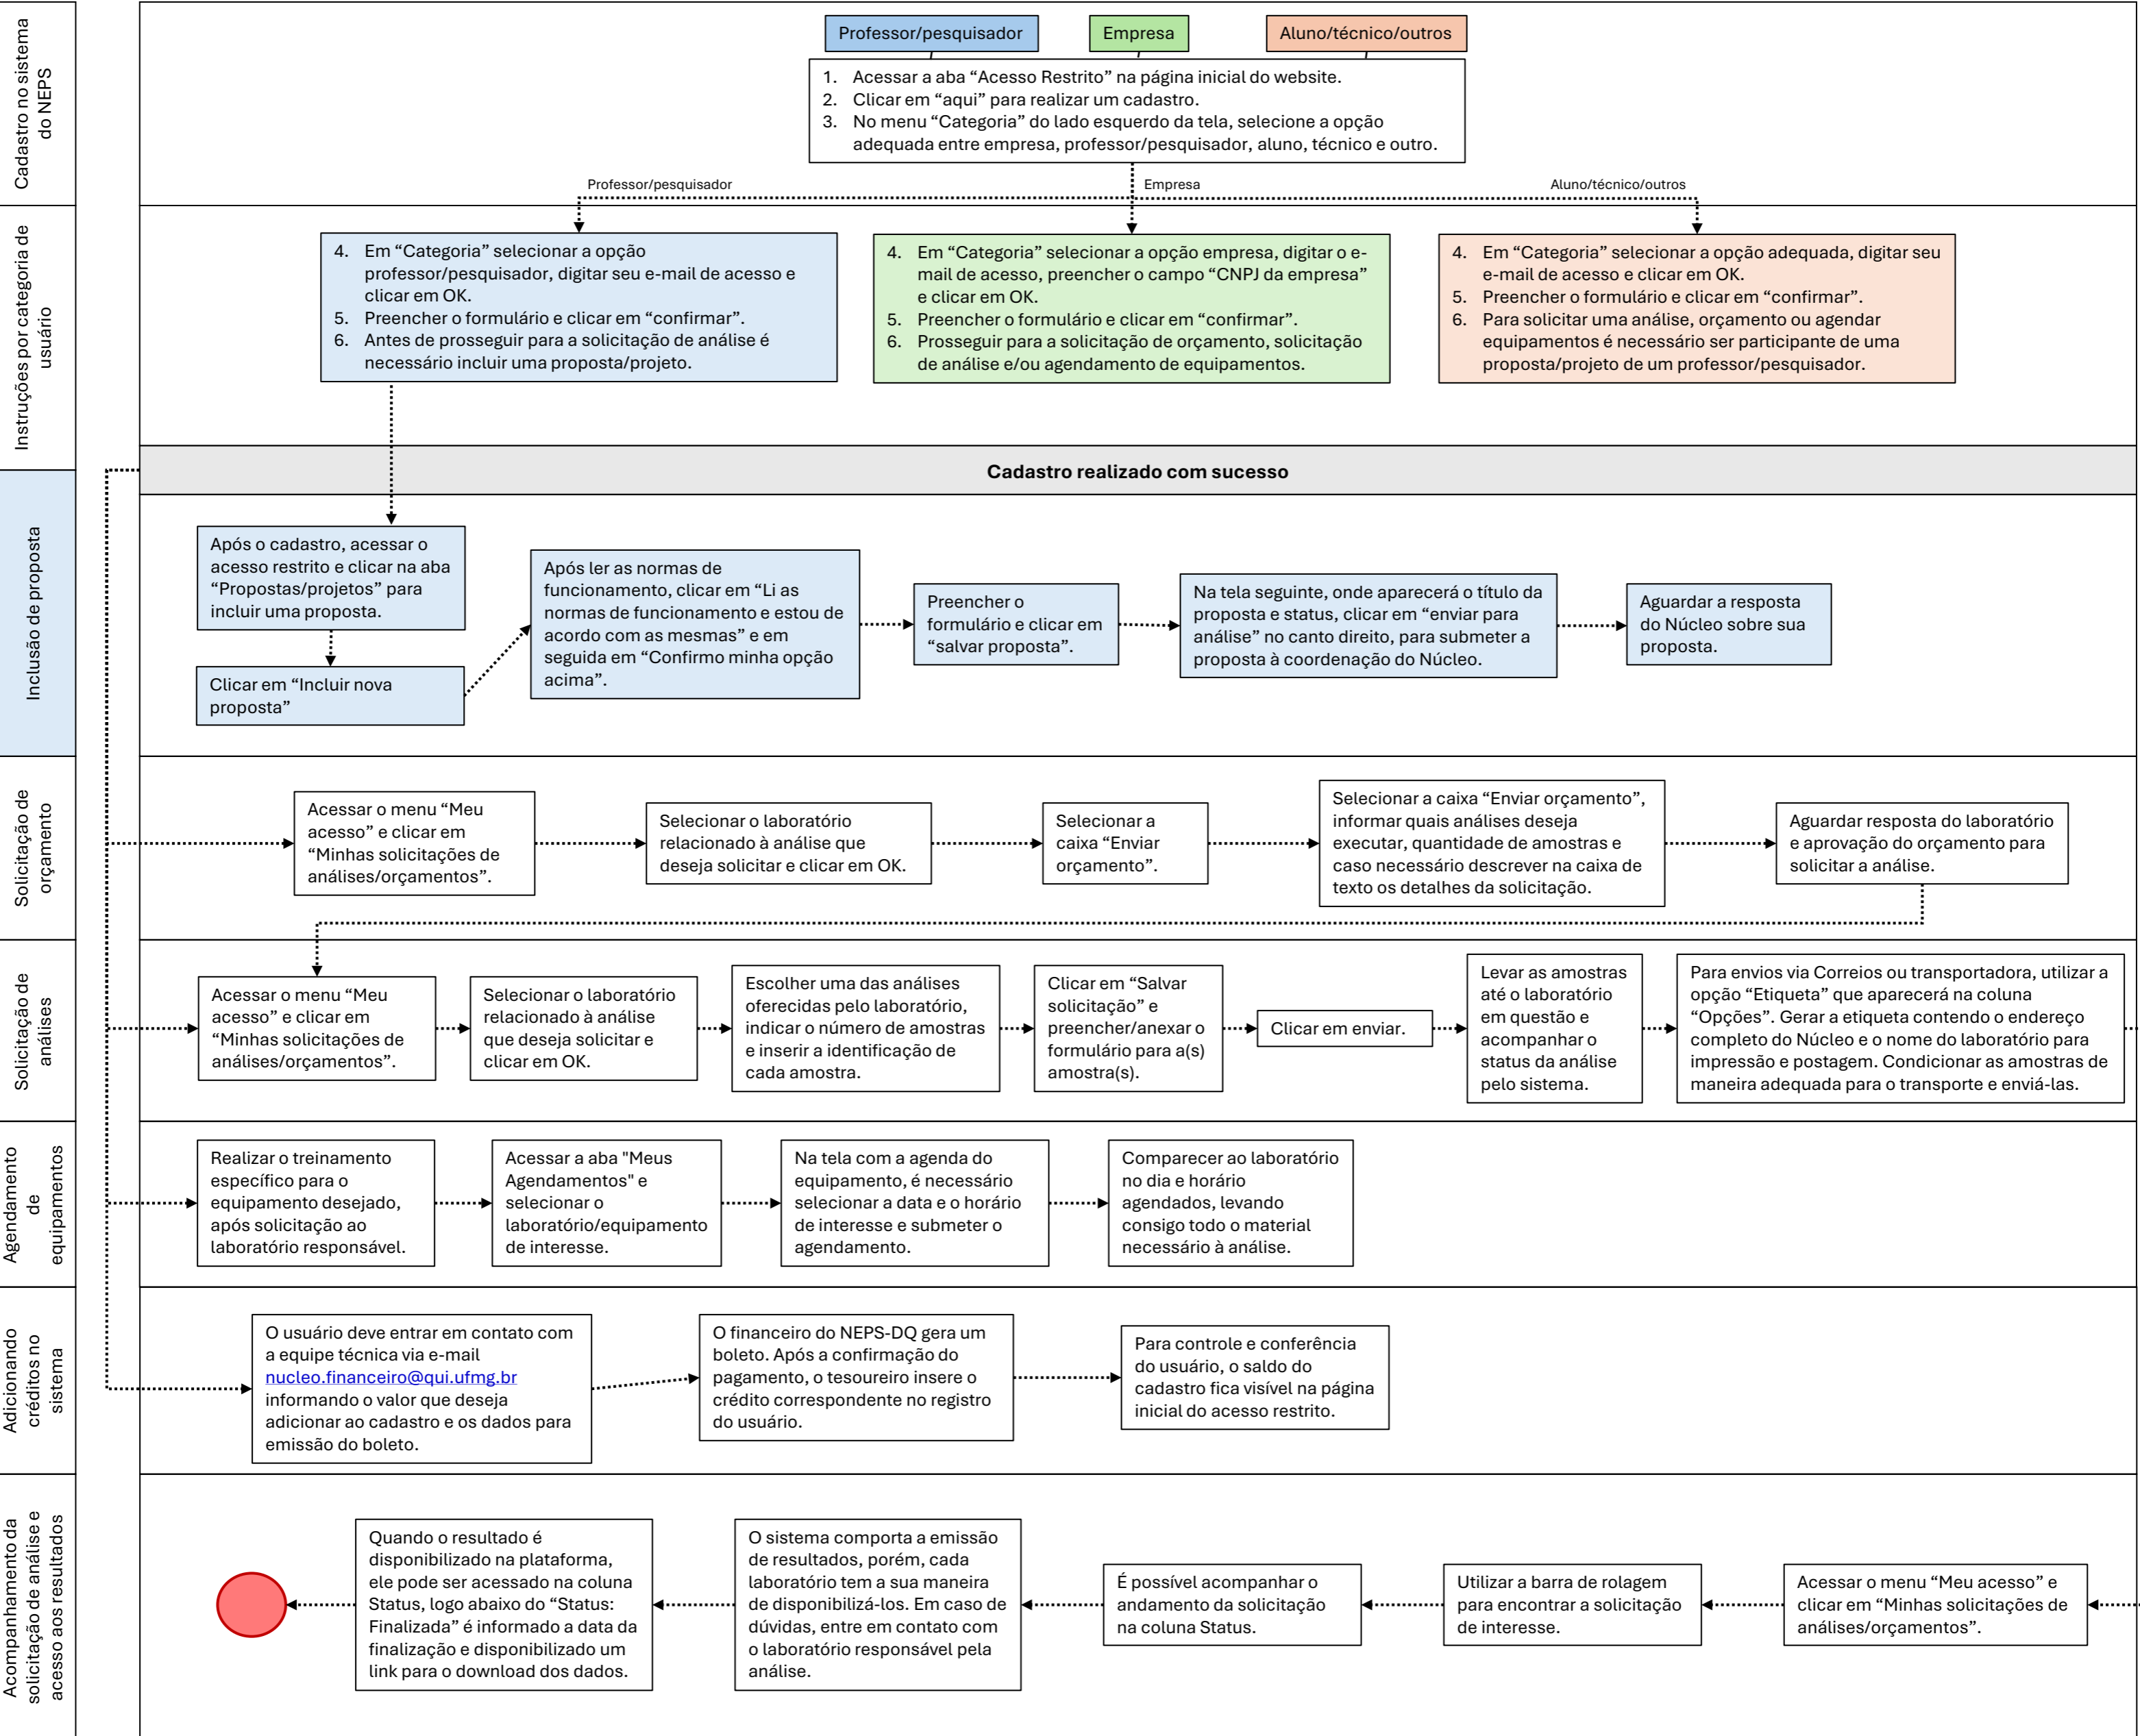 Cadastro no sistema
do NEPS
Professor/pesquisador
Empresa
Aluno/técnico/outros
1. Acessar a aba “Acesso Restrito” na página inicial do website.
2. Clicar em “aqui” para realizar um cadastro.
3. No menu “Categoria” do lado esquerdo da tela, selecione a opção
adequada entre empresa, professor/pesquisador, aluno, técnico e outro.
Professor/pesquisador
Empresa
Aluno/técnico/outros
Instruções por categoria de
usuário
4. Em “Categoria” selecionar a opção
professor/pesquisador, digitar seu e-mail de acesso e
clicar em OK.
5. Preencher o formulário e clicar em “confirmar”.
6. Antes de prosseguir para a solicitação de análise é
necessário incluir uma proposta/projeto.
4. Em “Categoria” selecionar a opção empresa, digitar o e-
mail de acesso, preencher o campo “CNPJ da empresa”
e clicar em OK.
5. Preencher o formulário e clicar em “confirmar”.
6. Prosseguir para a solicitação de orçamento, solicitação
de análise e/ou agendamento de equipamentos.
4. Em “Categoria” selecionar a opção adequada, digitar seu
e-mail de acesso e clicar em OK.
5. Preencher o formulário e clicar em “confirmar”.
6. Para solicitar uma análise, orçamento ou agendar
equipamentos é necessário ser participante de uma
proposta/projeto de um professor/pesquisador.
Cadastro realizado com sucesso
Inclusão de proposta
Após o cadastro, acessar o
acesso restrito e clicar na aba
“Propostas/projetos” para
incluir uma proposta.
Clicar em “Incluir nova
proposta”
Após ler as normas de
funcionamento, clicar em “Li as
normas de funcionamento e estou de
acordo com as mesmas” e em
seguida em “Confirmo minha opção
acima”.
Preencher o
formulário e clicar em
“salvar proposta”.
Na tela seguinte, onde aparecerá o título da
proposta e status, clicar em “enviar para
análise” no canto direito, para submeter a
proposta à coordenação do Núcleo.
Aguardar a resposta
do Núcleo sobre sua
proposta.
Solicitação de
orçamento
Acessar o menu “Meu
acesso” e clicar em
“Minhas solicitações de
análises/orçamentos”.
Selecionar o laboratório
relacionado à análise que
deseja solicitar e clicar em OK.
Selecionar a
caixa “Enviar
orçamento”.
Selecionar a caixa “Enviar orçamento”,
informar quais análises deseja
executar, quantidade de amostras e
caso necessário descrever na caixa de
texto os detalhes da solicitação.
Aguardar resposta do laboratório
e aprovação do orçamento para
solicitar a análise.
Solicitação de
análises
Acessar o menu “Meu
acesso” e clicar em
“Minhas solicitações de
análises/orçamentos”.
Selecionar o laboratório
relacionado à análise
que deseja solicitar e
clicar em OK.
Escolher uma das análises
oferecidas pelo laboratório,
indicar o número de amostras
e inserir a identificação de
cada amostra.
Clicar em “Salvar
solicitação” e
preencher/anexar o
formulário para a(s)
amostra(s).
Clicar em enviar.
Levar as amostras
até o laboratório
em questão e
acompanhar o
status da análise
pelo sistema.
Para envios via Correios ou transportadora, utilizar a
opção “Etiqueta” que aparecerá na coluna
“Opções”. Gerar a etiqueta contendo o endereço
completo do Núcleo e o nome do laboratório para
impressão e postagem. Condicionar as amostras de
maneira adequada para o transporte e enviá-las.
Agendamento
de
equipamentos
Realizar o treinamento
específico para o
equipamento desejado,
após solicitação ao
laboratório responsável.
Acessar a aba "Meus
Agendamentos" e
selecionar o
laboratório/equipamento
de interesse.
Na tela com a agenda do
equipamento, é necessário
selecionar a data e o horário
de interesse e submeter o
agendamento.
Comparecer ao laboratório
no dia e horário
agendados, levando
consigo todo o material
necessário à análise.
Adicionando
créditos no
sistema
O usuário deve entrar em contato com
a equipe técnica via e-mail
nucleo.financeiro@qui.ufmg.br
informando o valor que deseja
adicionar ao cadastro e os dados para
emissão do boleto.
O financeiro do NEPS-DQ gera um
boleto. Após a confirmação do
pagamento, o tesoureiro insere o
crédito correspondente no registro
do usuário.
Para controle e conferência
do usuário, o saldo do
cadastro fica visível na página
inicial do acesso restrito.
Acompanhamento da
solicitação de análise e
acesso aos resultados
Quando o resultado é
disponibilizado na plataforma,
ele pode ser acessado na coluna
Status, logo abaixo do “Status:
Finalizada” é informado a data da
finalização e disponibilizado um
link para o download dos dados.
O sistema comporta a emissão
de resultados, porém, cada
laboratório tem a sua maneira
de disponibilizá-los. Em caso de
dúvidas, entre em contato com
o laboratório responsável pela
análise.
É possível acompanhar o
andamento da solicitação
na coluna Status.
Utilizar a barra de rolagem
para encontrar a solicitação
de interesse.
Acessar o menu “Meu acesso” e
clicar em “Minhas solicitações de
análises/orçamentos”.